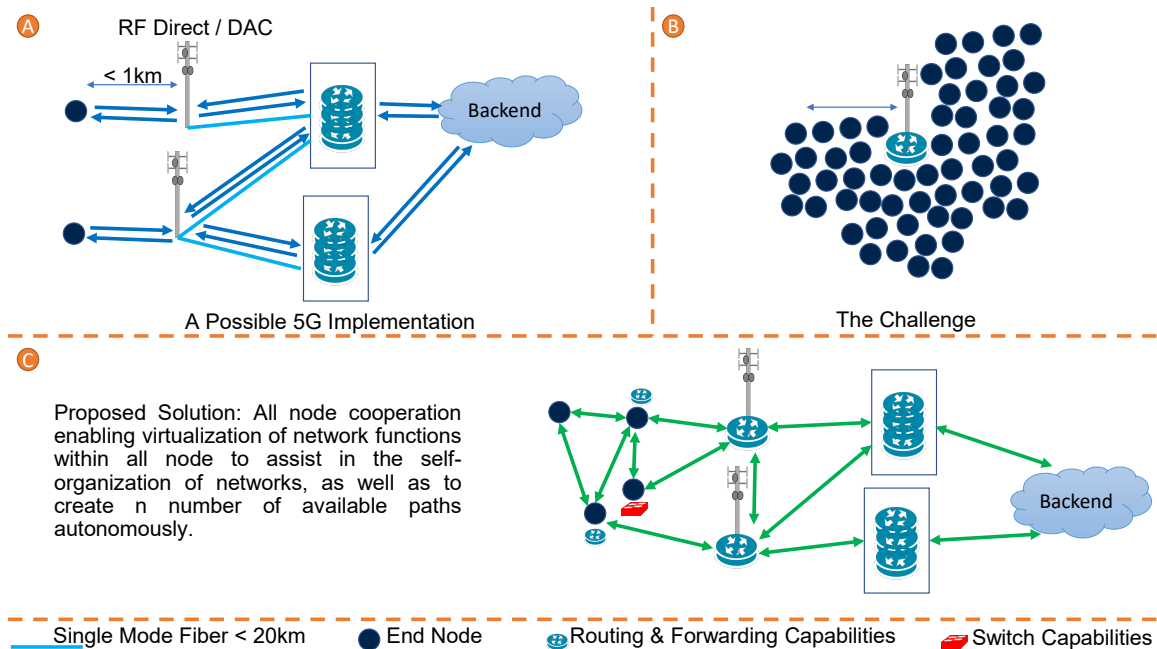 A
RF Direct / DAC
< 1km
Backend
A Possible 5G Implementation
B
The Challenge
C
Proposed Solution: All node cooperation
enabling virtualization of network functions
within all node to assist in the self-
organization of networks, as well as to
create n number of available paths
autonomously.
Backend
Single Mode Fiber < 20km
End Node
Routing & Forwarding Capabilities
Switch Capabilities